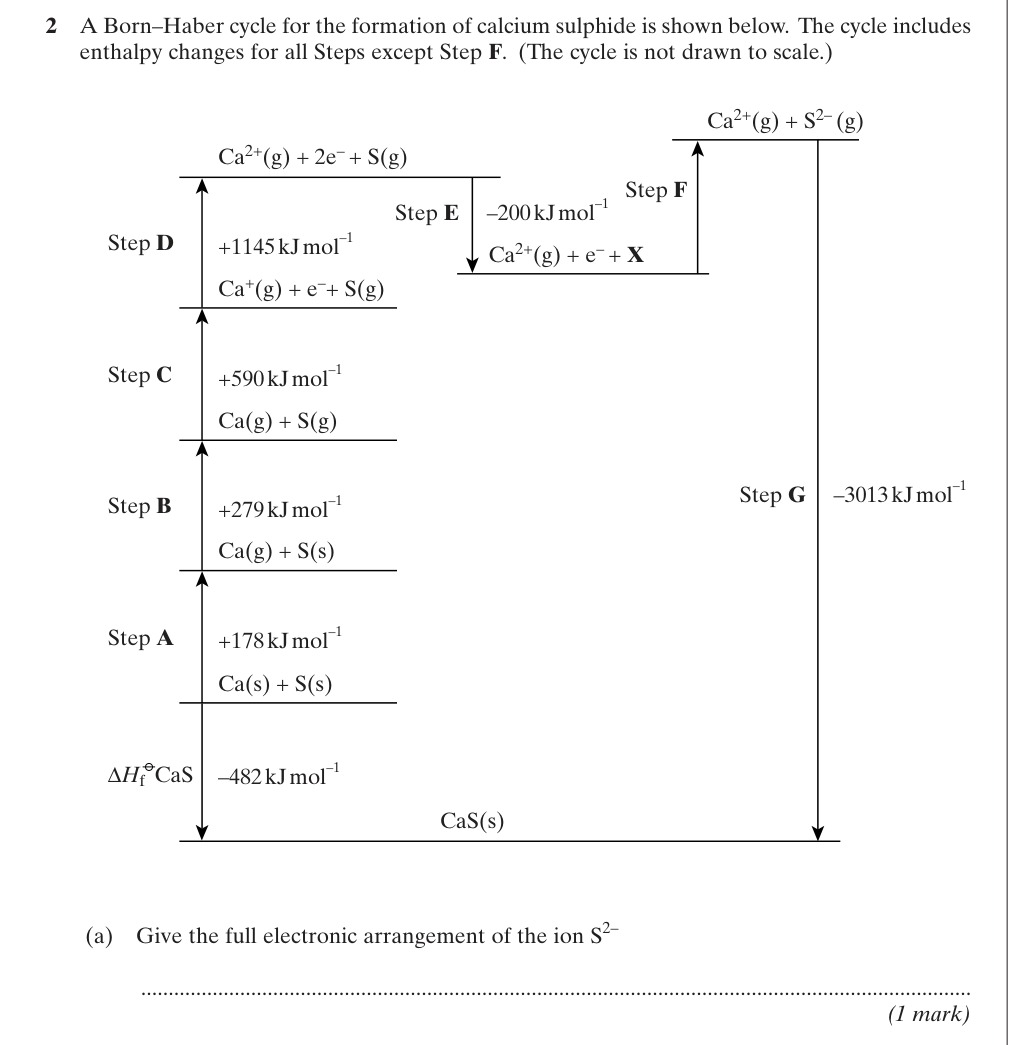 2 A Born–Haber cycle for the formation of calcium sulphide is shown below. The cycle includes
enthalpy changes for all Steps except Step F. (The cycle is not drawn to scale.)
Ca²⁺(g) + S²⁻ (g)
Ca²⁺(g) + 2e⁻ + S(g)
Step F
Step E –200 kJ mol⁻¹
Step D +1145 kJ mol⁻¹
Ca²⁺(g) + e⁻ + X
Ca⁺(g) + e⁻ + S(g)
Step C +590 kJ mol⁻¹
Ca(g) + S(g)
Step G –3013 kJ mol⁻¹
Step B +279 kJ mol⁻¹
Ca(g) + S(s)
Step A +178 kJ mol⁻¹
Ca(s) + S(s)
ΔHf⦵CaS –482 kJ mol⁻¹
CaS(s)
(a) Give the full electronic arrangement of the ion S²⁻
(1 mark)